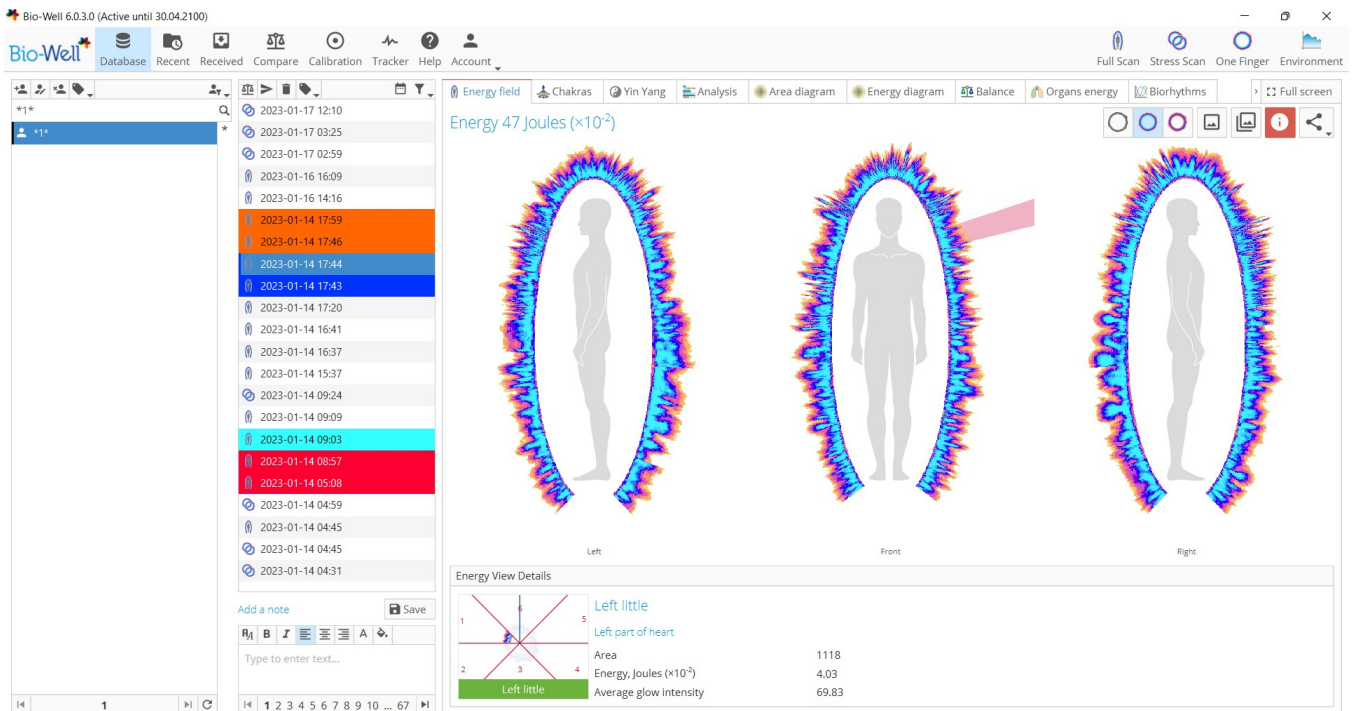 Bio-Well 6.0.3.0 (Active until 30.04.2100)
Bio-Well
Database Recent Received Compare Calibration Tracker Help Account
Full Scan Stress Scan One Finger Environment
*1*
*1* *
2023-01-17 12:10
2023-01-17 03:25
2023-01-17 02:59
2023-01-16 16:09
2023-01-16 14:16
2023-01-14 17:59
2023-01-14 17:46
2023-01-14 17:44
2023-01-14 17:43
2023-01-14 17:20
2023-01-14 16:41
2023-01-14 16:37
2023-01-14 15:37
2023-01-14 09:24
2023-01-14 09:09
2023-01-14 09:03
2023-01-14 08:57
2023-01-14 05:08
2023-01-14 04:59
2023-01-14 04:45
2023-01-14 04:45
2023-01-14 04:31
Add a note Save
B I A
Type to enter text...
1
1 2 3 4 5 6 7 8 9 10 ... 67
Energy field Chakras Yin Yang Analysis Area diagram Energy diagram Balance Organs energy Biorhythms Full screen
Energy 47 Joules (×10⁻²)
Left Front Right
Energy View Details
1 6 5
2 3 4
Left little
Left little
Left part of heart
Area 1118
Energy, Joules (×10⁻²) 4.03
Average glow intensity 69.83